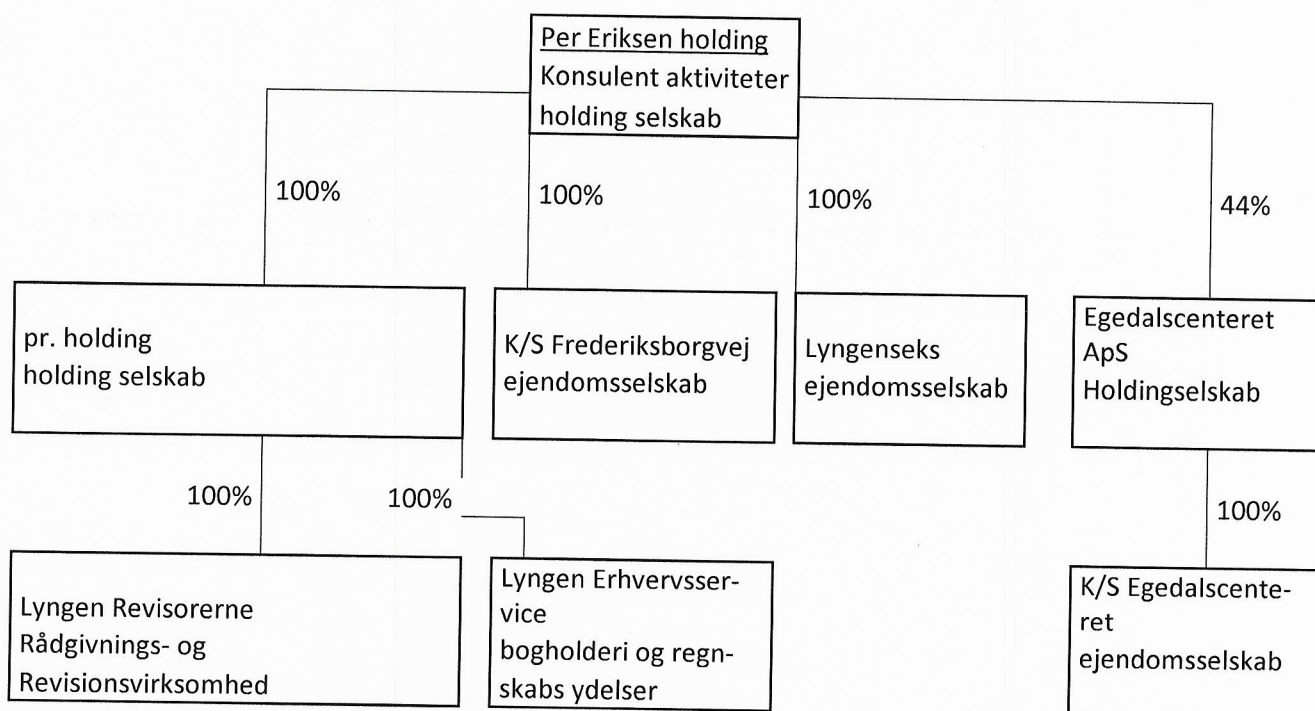 Per Eriksen holding
Konsulent aktiviteter
holding selskab
100%
100%
100%
44%
pr. holding
holding selskab
K/S Frederiksborgvej
ejendomsselskab
Lyngenseks
ejendomsselskab
Egedalscenteret
ApS
Holdingselskab
100%
100%
100%
Lyngen Revisorerne
Rådgivnings- og
Revisionsvirksomhed
Lyngen Erhvervsser-
vice
bogholderi og regn-
skabs ydelser
K/S Egedalscente-
ret
ejendomsselskab